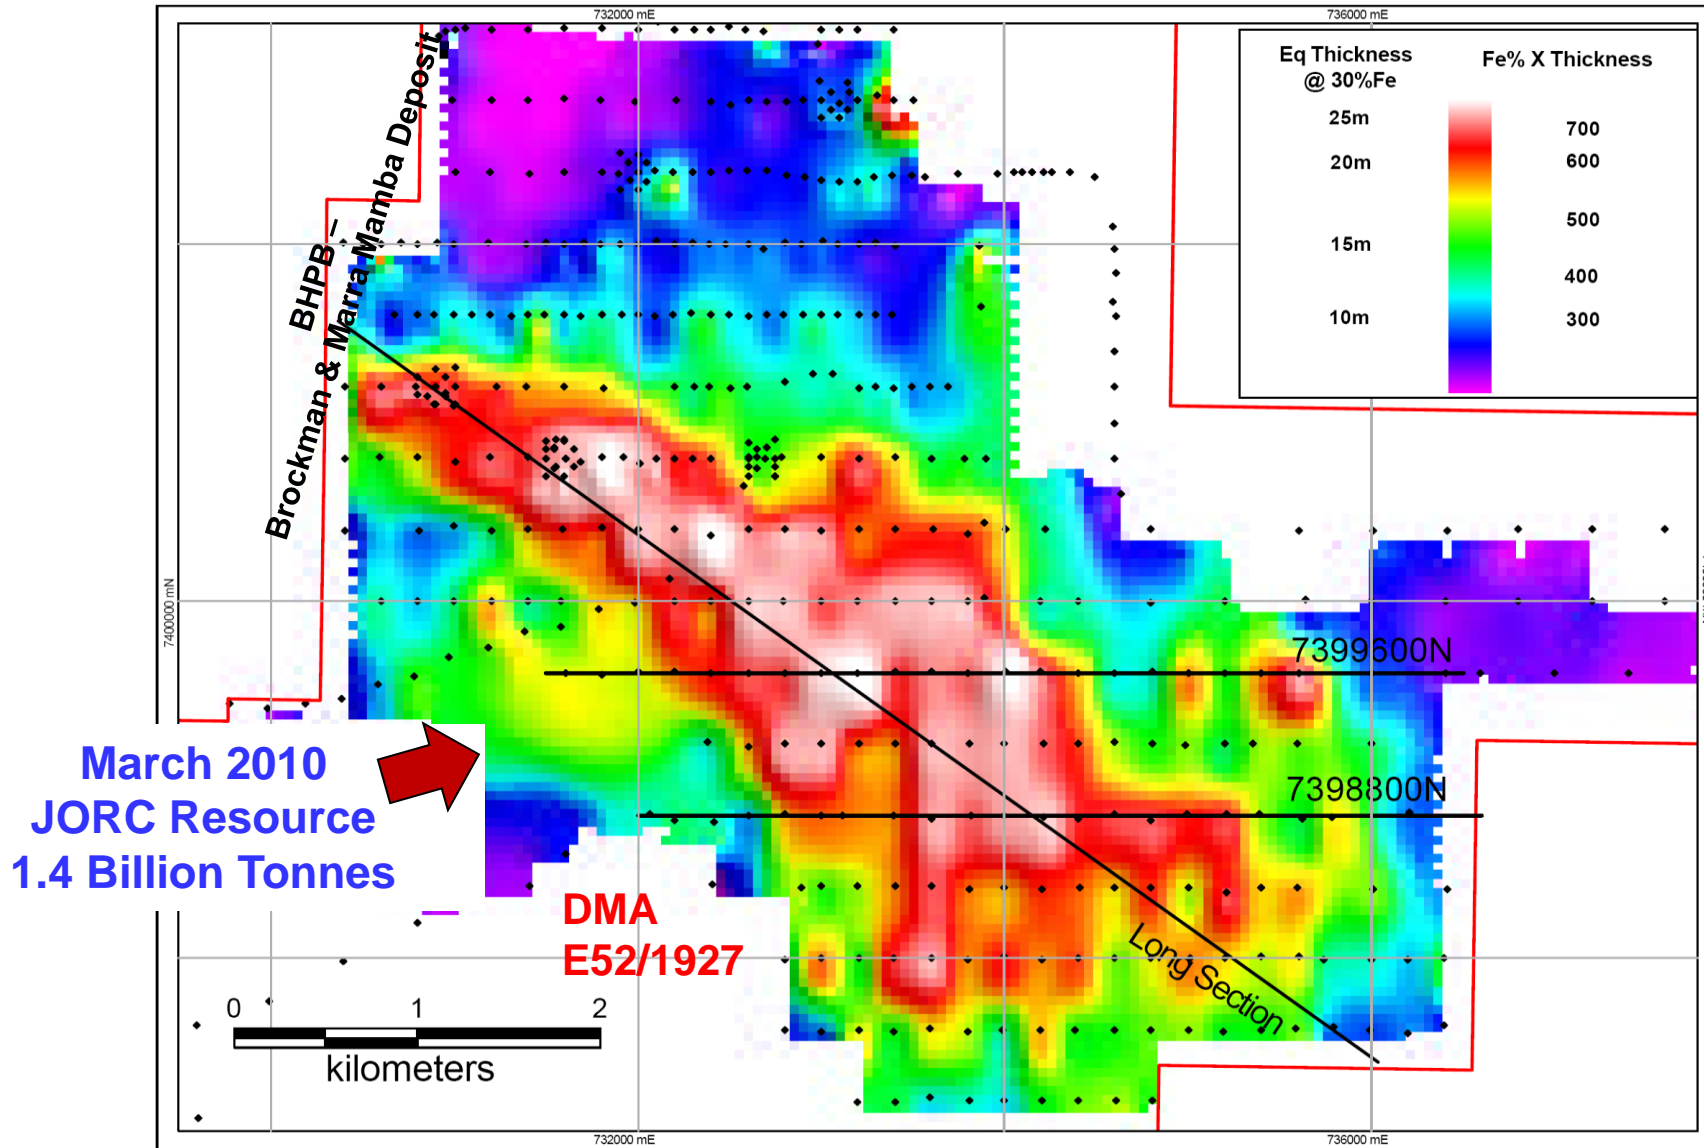 732000 mE
736000 mE
Eq Thickness
@ 30%Fe
Fe% X Thickness
25m
20m
15m
10m
700
600
500
400
300
BHPB –
Brockman & Marra Mamba Deposit
7400000 mN
7399600N
7398800N
March 2010
JORC Resource
1.4 Billion Tonnes
DMA
E52/1927
Long Section
0 1 2
kilometers
732000 mE
736000 mE